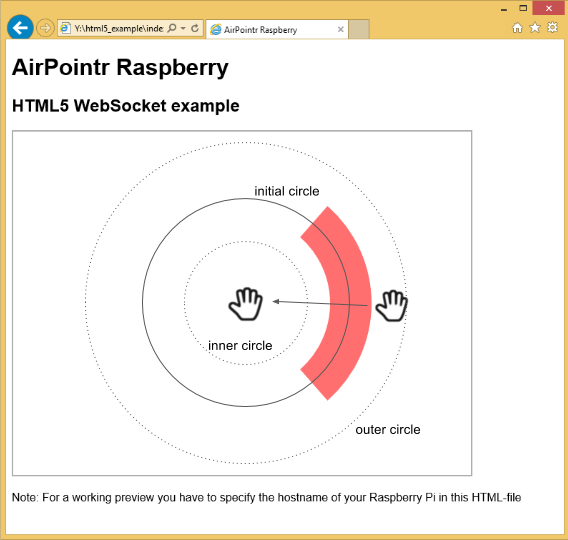 Y:\html5_example\inde:
AirPointr Raspberry
AirPointr Raspberry
HTML5 WebSocket example
initial circle
inner circle
outer circle
Note: For a working preview you have to specify the hostname of your Raspberry Pi in this HTML-file